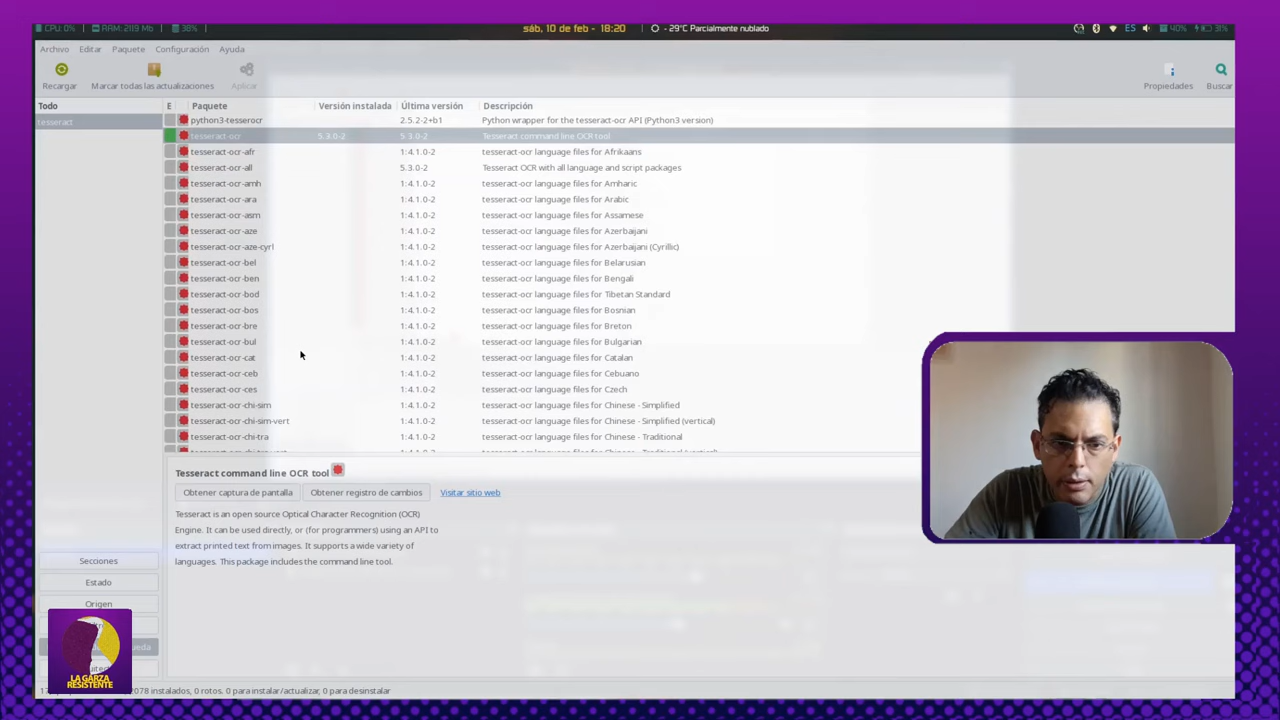 CPU: 0% RAM: 2119 Mb 38% sáb, 10 de feb - 18:20 - 29°C Parcialmente nublado ES 40% 31%
Archivo Editar Paquete Configuración Ayuda
Recargar Marcar todas las actualizaciones Aplicar Propiedades Buscar
Todo E Paquete Versión instalada Última versión Descripción
tesseract python3-tesserocr 2.5.2-2+b1 Python wrapper for the tesseract-ocr API (Python3 version)
tesseract-ocr 5.3.0-2 5.3.0-2 Tesseract command line OCR tool
tesseract-ocr-afr 1:4.1.0-2 tesseract-ocr language files for Afrikaans
tesseract-ocr-all 5.3.0-2 Tesseract OCR with all language and script packages
tesseract-ocr-amh 1:4.1.0-2 tesseract-ocr language files for Amharic
tesseract-ocr-ara 1:4.1.0-2 tesseract-ocr language files for Arabic
tesseract-ocr-asm 1:4.1.0-2 tesseract-ocr language files for Assamese
tesseract-ocr-aze 1:4.1.0-2 tesseract-ocr language files for Azerbaijani
tesseract-ocr-aze-cyrl 1:4.1.0-2 tesseract-ocr language files for Azerbaijani (Cyrillic)
tesseract-ocr-bel 1:4.1.0-2 tesseract-ocr language files for Belarusian
tesseract-ocr-ben 1:4.1.0-2 tesseract-ocr language files for Bengali
tesseract-ocr-bod 1:4.1.0-2 tesseract-ocr language files for Tibetan Standard
tesseract-ocr-bos 1:4.1.0-2 tesseract-ocr language files for Bosnian
tesseract-ocr-bre 1:4.1.0-2 tesseract-ocr language files for Breton
tesseract-ocr-bul 1:4.1.0-2 tesseract-ocr language files for Bulgarian
tesseract-ocr-cat 1:4.1.0-2 tesseract-ocr language files for Catalan
tesseract-ocr-ceb 1:4.1.0-2 tesseract-ocr language files for Cebuano
tesseract-ocr-ces 1:4.1.0-2 tesseract-ocr language files for Czech
tesseract-ocr-chi-sim 1:4.1.0-2 tesseract-ocr language files for Chinese - Simplified
tesseract-ocr-chi-sim-vert 1:4.1.0-2 tesseract-ocr language files for Chinese - Simplified (vertical)
tesseract-ocr-chi-tra 1:4.1.0-2 tesseract-ocr language files for Chinese - Traditional
Tesseract command line OCR tool
Obtener captura de pantalla Obtener registro de cambios Visitar sitio web
Tesseract is an open source Optical Character Recognition (OCR)
Engine. It can be used directly, or (for programmers) using an API to
extract printed text from images. It supports a wide variety of
languages. This package includes the command line tool.
Secciones
Estado
Origen
LA GARZA
RESISTENTE
2078 instalados, 0 rotos. 0 para instalar/actualizar, 0 para desinstalar